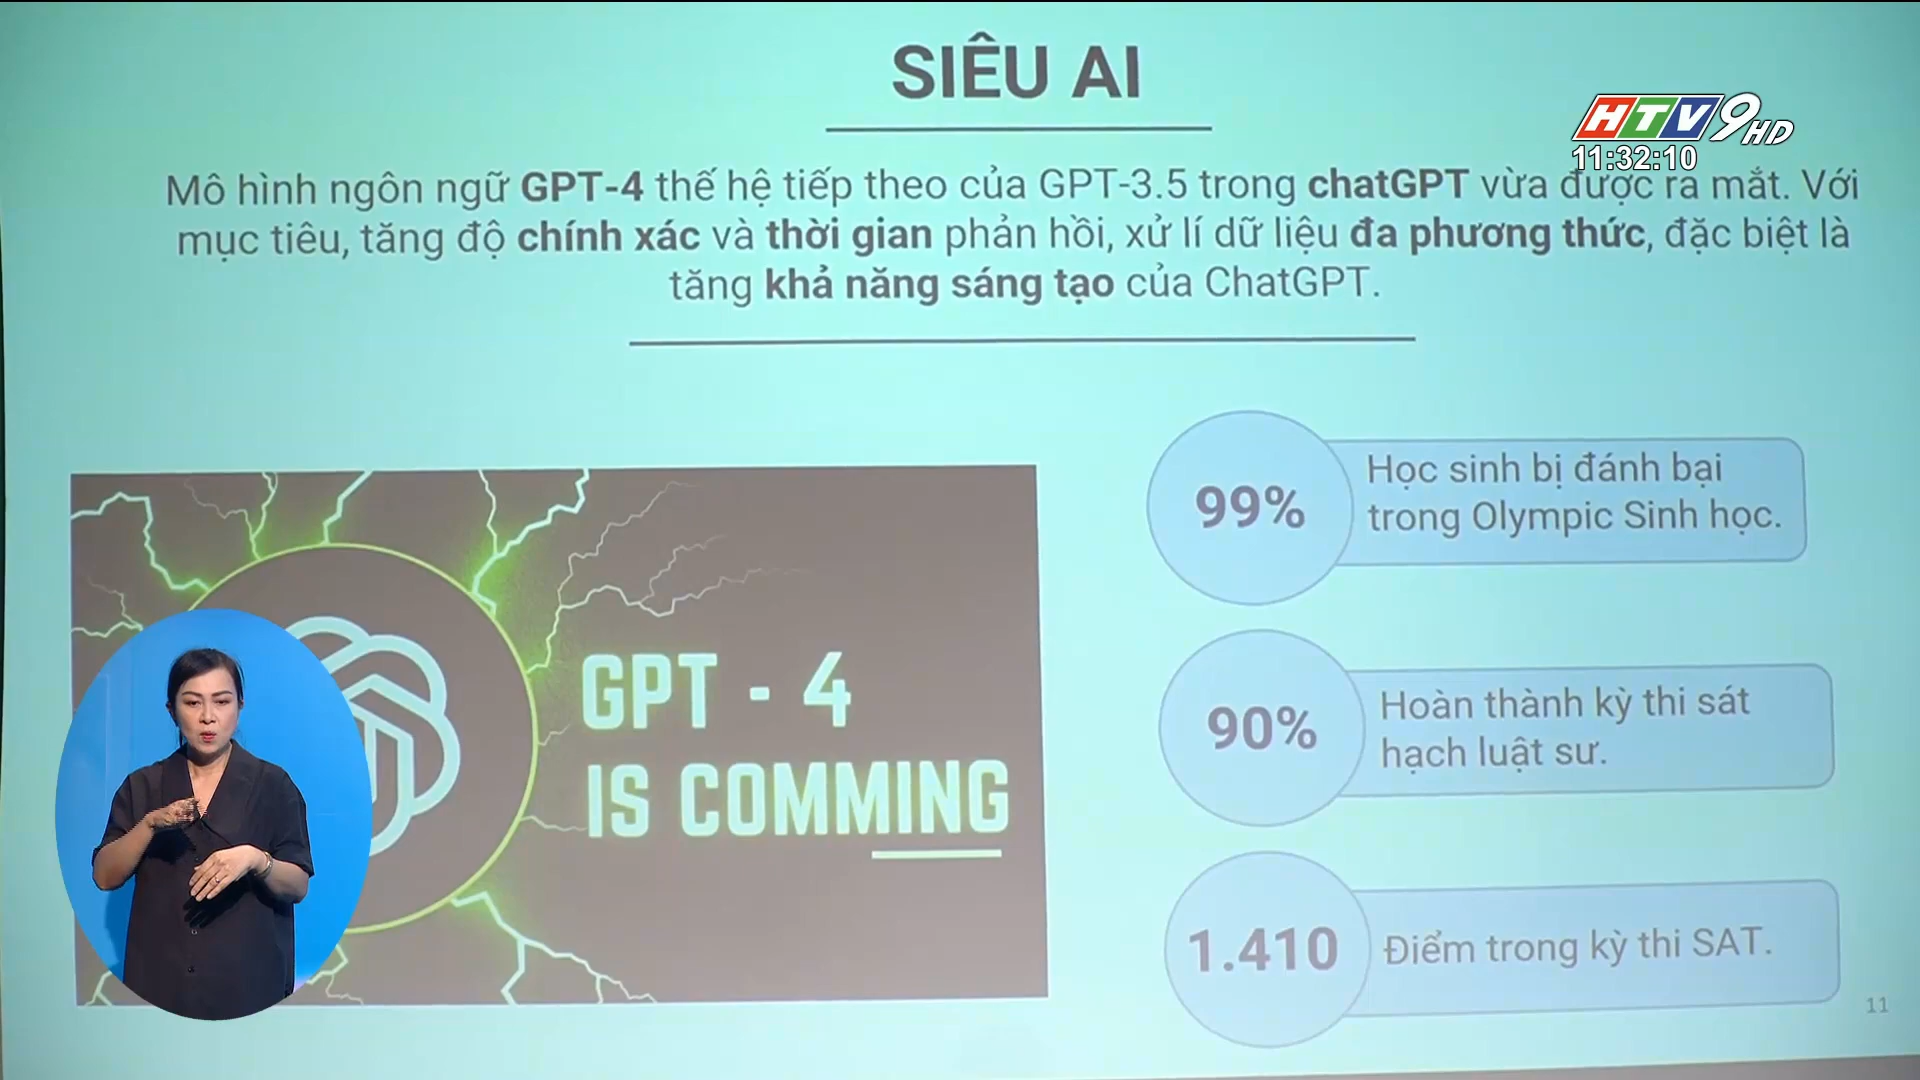 SIÊU AI
HTV9 HD
11:32:10
Mô hình ngôn ngữ GPT-4 thế hệ tiếp theo của GPT-3.5 trong chatGPT vừa được ra mắt. Với
mục tiêu, tăng độ chính xác và thời gian phản hồi, xử lí dữ liệu đa phương thức, đặc biệt là
tăng khả năng sáng tạo của ChatGPT.
GPT - 4
IS COMMING
99%
Học sinh bị đánh bại
trong Olympic Sinh học.
90%
Hoàn thành kỳ thi sát
hạch luật sư.
1.410
Điểm trong kỳ thi SAT.
11